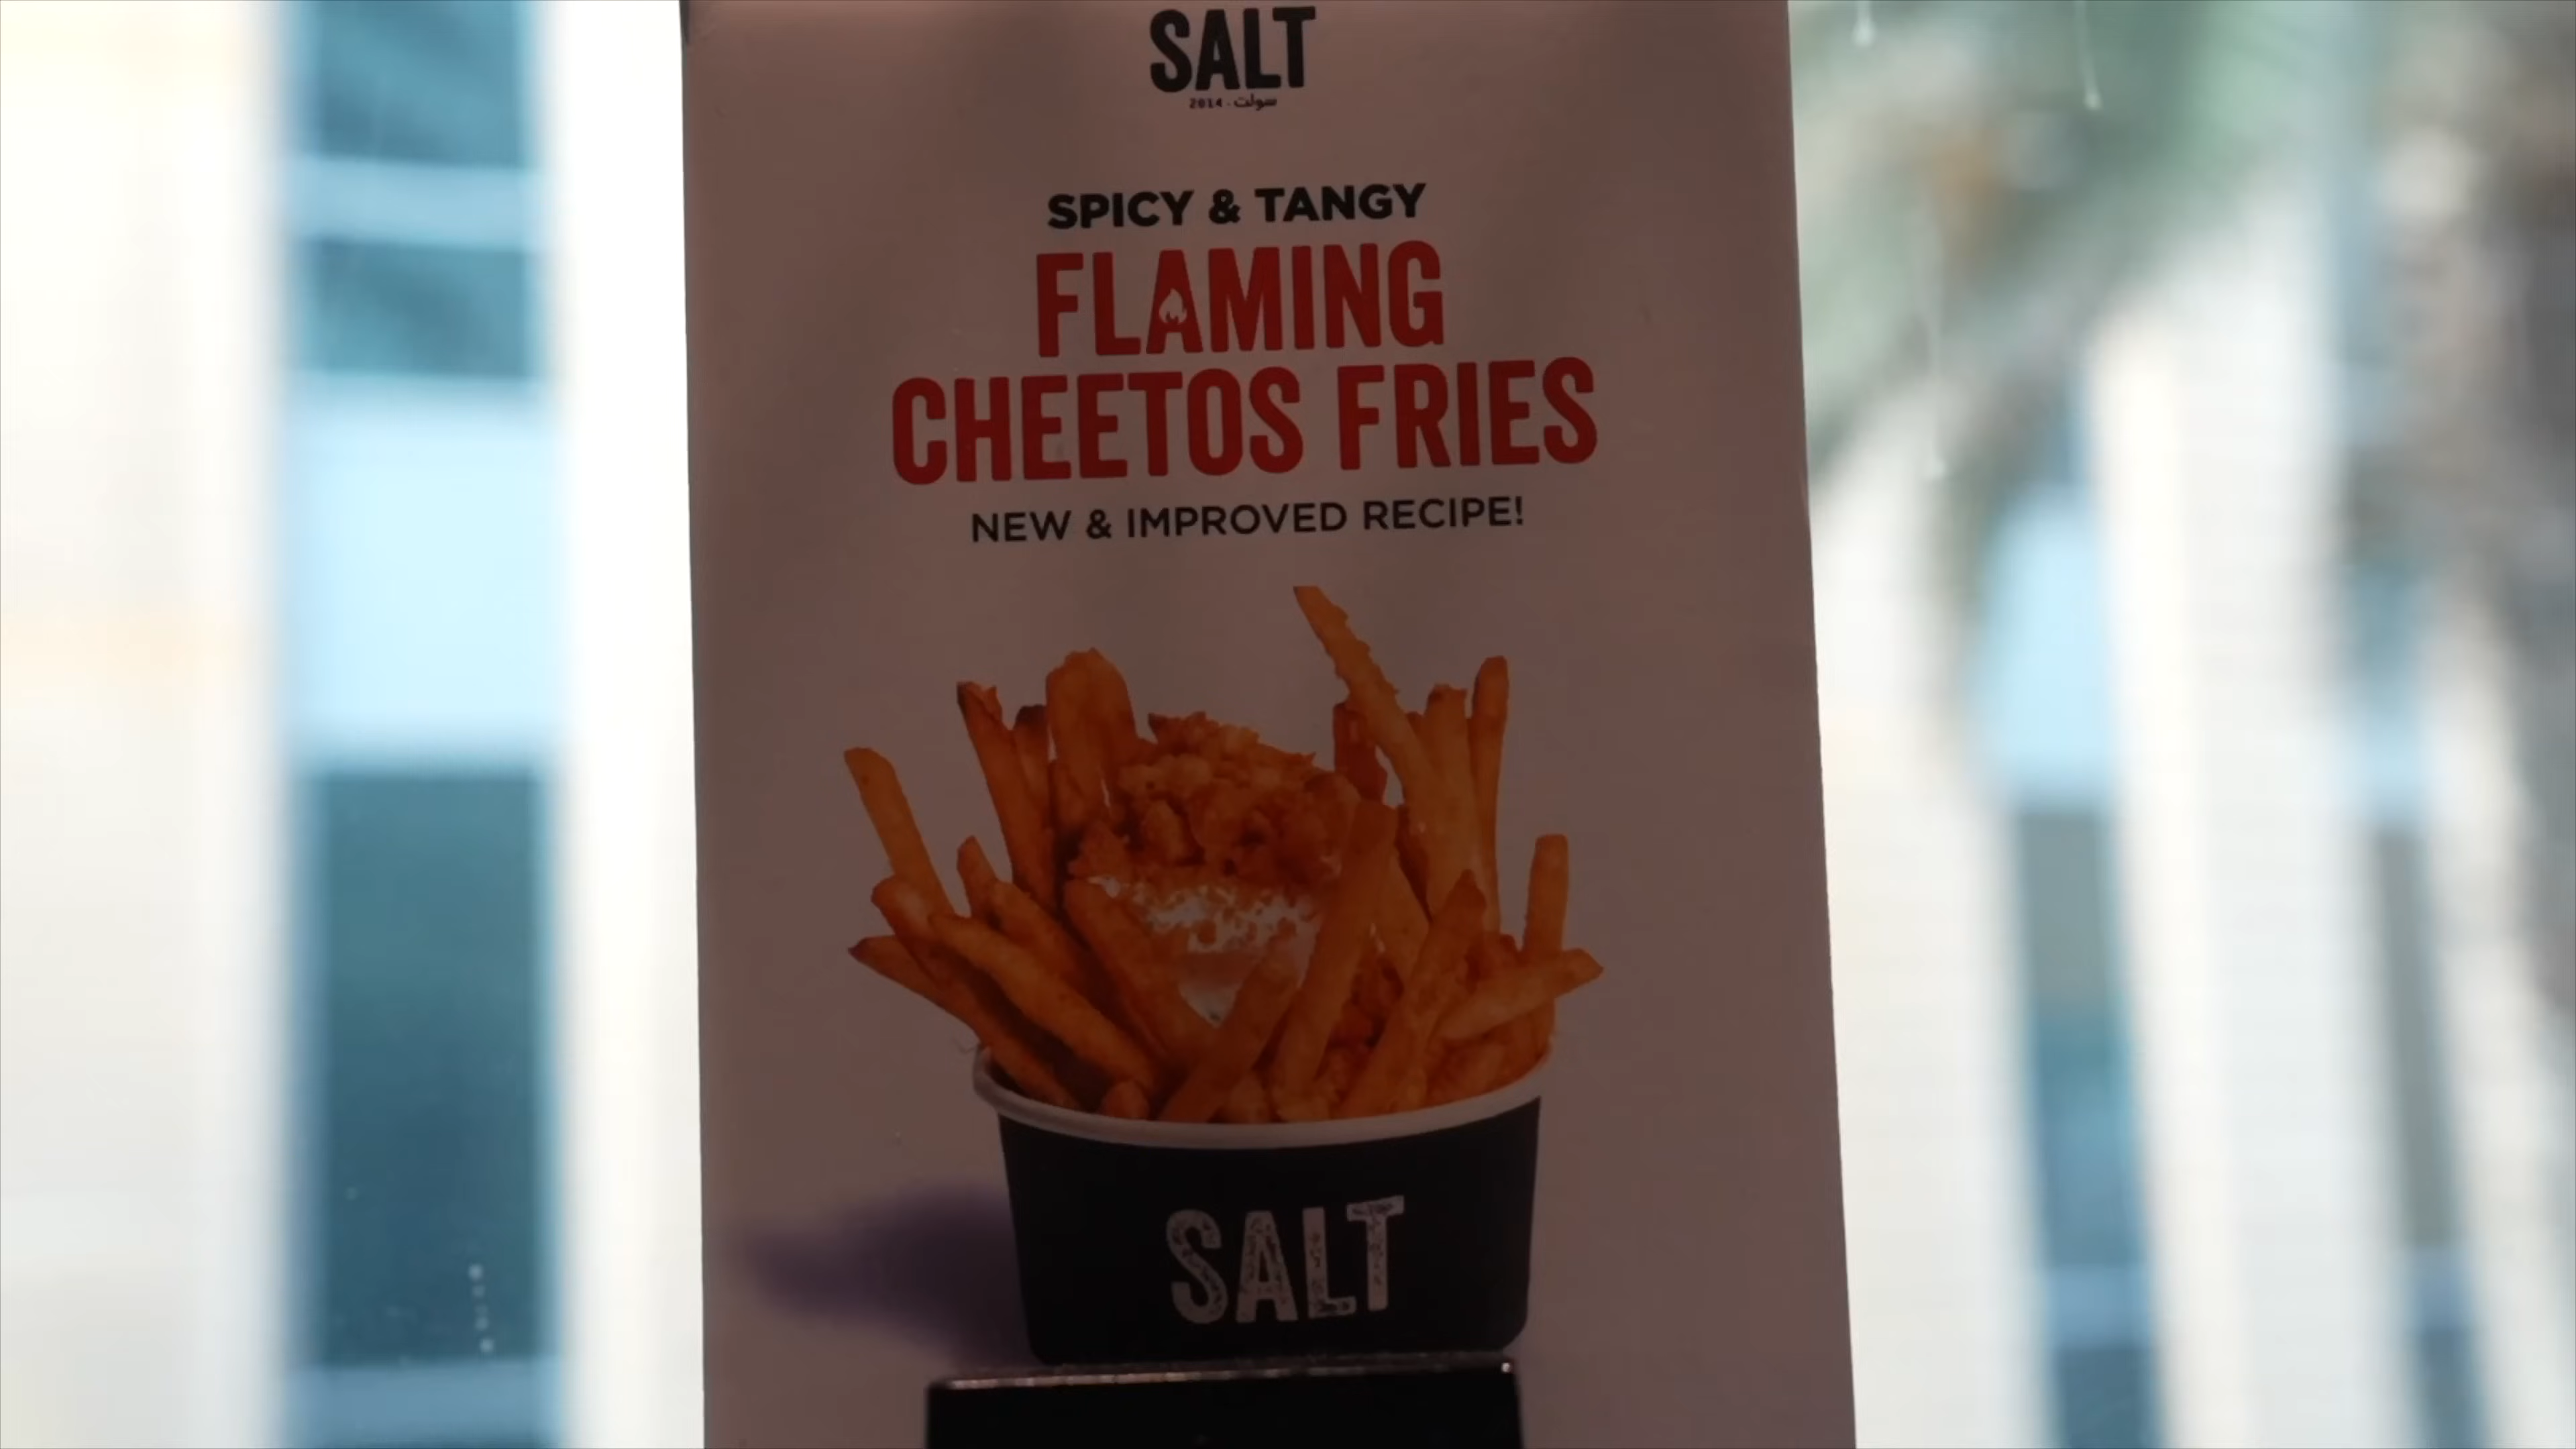 SALT
2014 - سولت
SPICY & TANGY
FLAMING
CHEETOS FRIES
NEW & IMPROVED RECIPE!
SALT